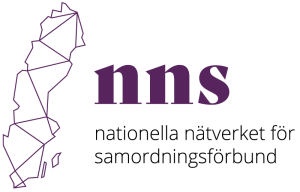 nns
nationella nätverket för
samordningsförbund